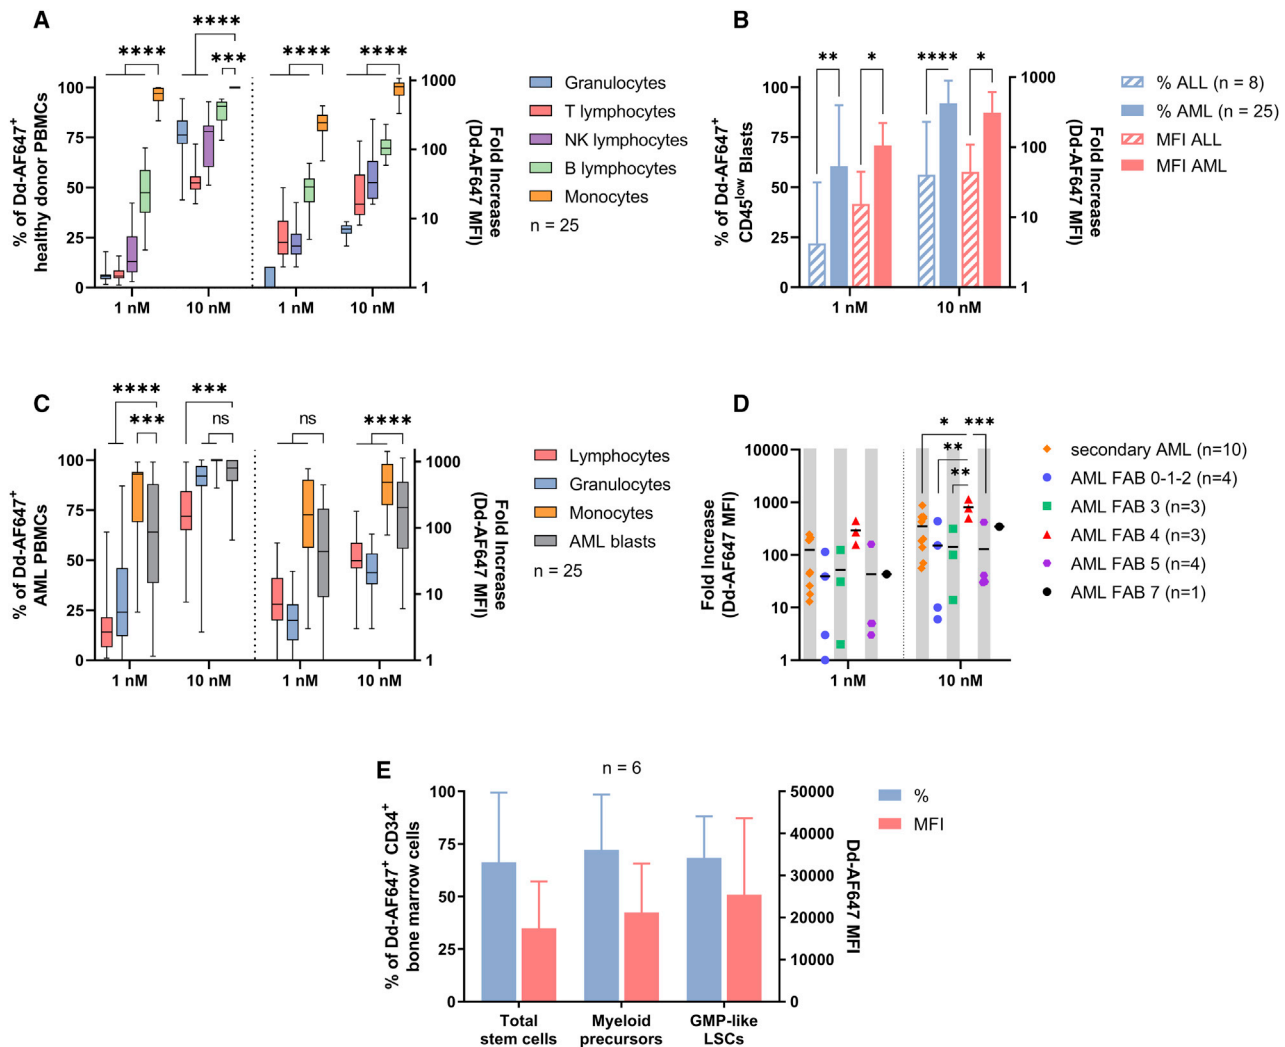 A
% of Dd-AF647+
healthy donor PBMCs
100
75
50
25
0
**** **** *** **** ****
1 nM 10 nM 1 nM 10 nM
1000
100
10
1
Fold Increase
(Dd-AF647 MFI)
Granulocytes
T lymphocytes
NK lymphocytes
B lymphocytes
Monocytes
n = 25
B
% of Dd-AF647+
CD45low Blasts
100
75
50
25
0
** * **** *
1 nM 10 nM
1000
100
10
1
Fold Increase
(Dd-AF647 MFI)
% ALL (n = 8)
% AML (n = 25)
MFI ALL
MFI AML
C
% of Dd-AF647+
AML PBMCs
100
75
50
25
0
**** *** *** ns ns ****
1 nM 10 nM 1 nM 10 nM
1000
100
10
1
Fold Increase
(Dd-AF647 MFI)
Lymphocytes
Granulocytes
Monocytes
AML blasts
n = 25
D
Fold Increase
(Dd-AF647 MFI)
10000
1000
100
10
1
* *** ** **
1 nM 10 nM
secondary AML (n=10)
AML FAB 0-1-2 (n=4)
AML FAB 3 (n=3)
AML FAB 4 (n=3)
AML FAB 5 (n=4)
AML FAB 7 (n=1)
E
n = 6
% of Dd-AF647+ CD34+
bone marrow cells
100
75
50
25
0
Total
stem cells
Myeloid
precursors
GMP-like
LSCs
50000
40000
30000
20000
10000
0
Dd-AF647 MFI
%
MFI